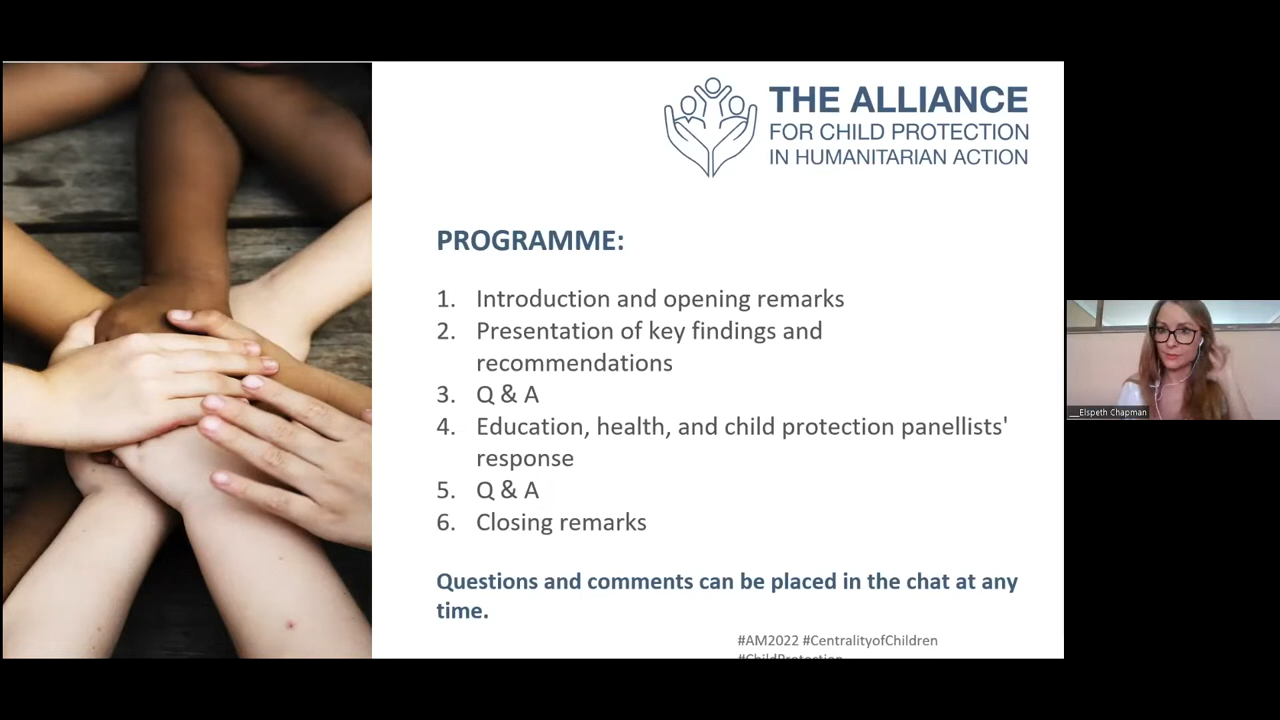 THE ALLIANCE
FOR CHILD PROTECTION
IN HUMANITARIAN ACTION
PROGRAMME:
1. Introduction and opening remarks
2. Presentation of key findings and
recommendations
3. Q & A
4. Education, health, and child protection panellists'
response
5. Q & A
6. Closing remarks
Questions and comments can be placed in the chat at any
time.
#AM2022 #CentralityofChildren
#ChildProtection
__Elspeth Chapman